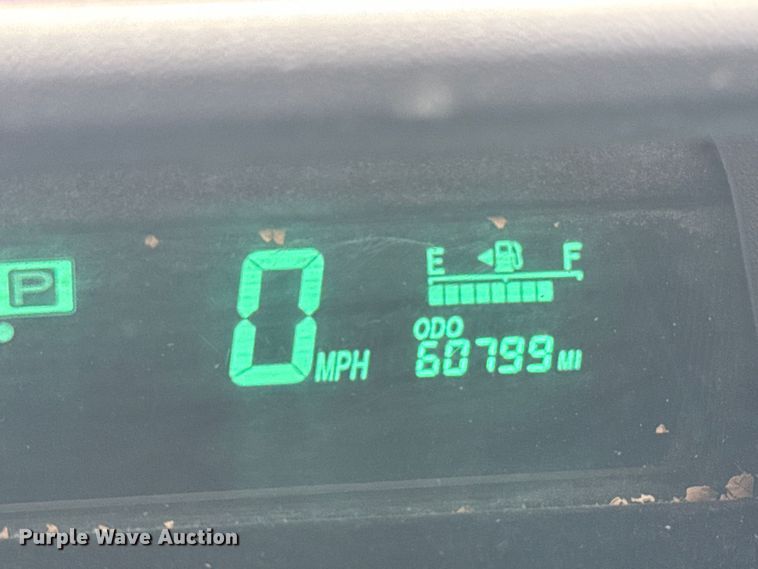 P
0 MPH
E F
ODO
60799 MI
Purple Wave Auction